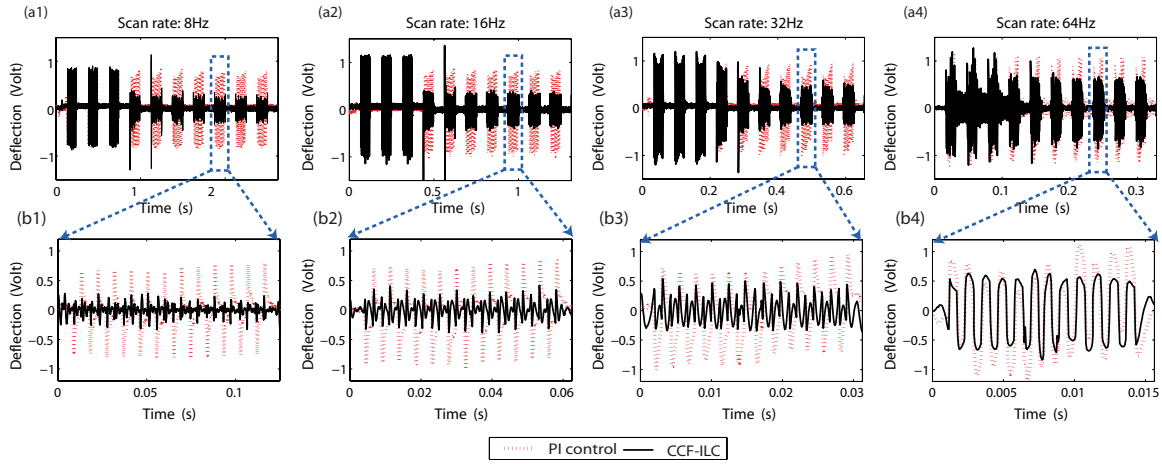 (a1) (a2) (a3) (a4)
Scan rate: 8Hz Scan rate: 16Hz Scan rate: 32Hz Scan rate: 64Hz
Deflection (Volt) Deflection (Volt) Deflection (Volt) Deflection (Volt)
1 1 1 1
0 0 0 0
−1 −1 −1 −1
0 1 2 0 0.5 1 0 0.2 0.4 0.6 0 0.1 0.2 0.3
Time (s) Time (s) Time (s) Time (s)
(b1) (b2) (b3) (b4)
Deflection (Volt) Deflection (Volt) Deflection (Volt) Deflection (Volt)
1 1 1 1
0.5 0.5 0.5 0.5
0 0 0 0
−0.5 −0.5 −0.5 −0.5
−1 −1 −1 −1
0 0.05 0.1 0 0.02 0.04 0.06 0 0.01 0.02 0.03 0 0.005 0.01 0.015
Time (s) Time (s) Time (s) Time (s)
PI control CCF-ILC